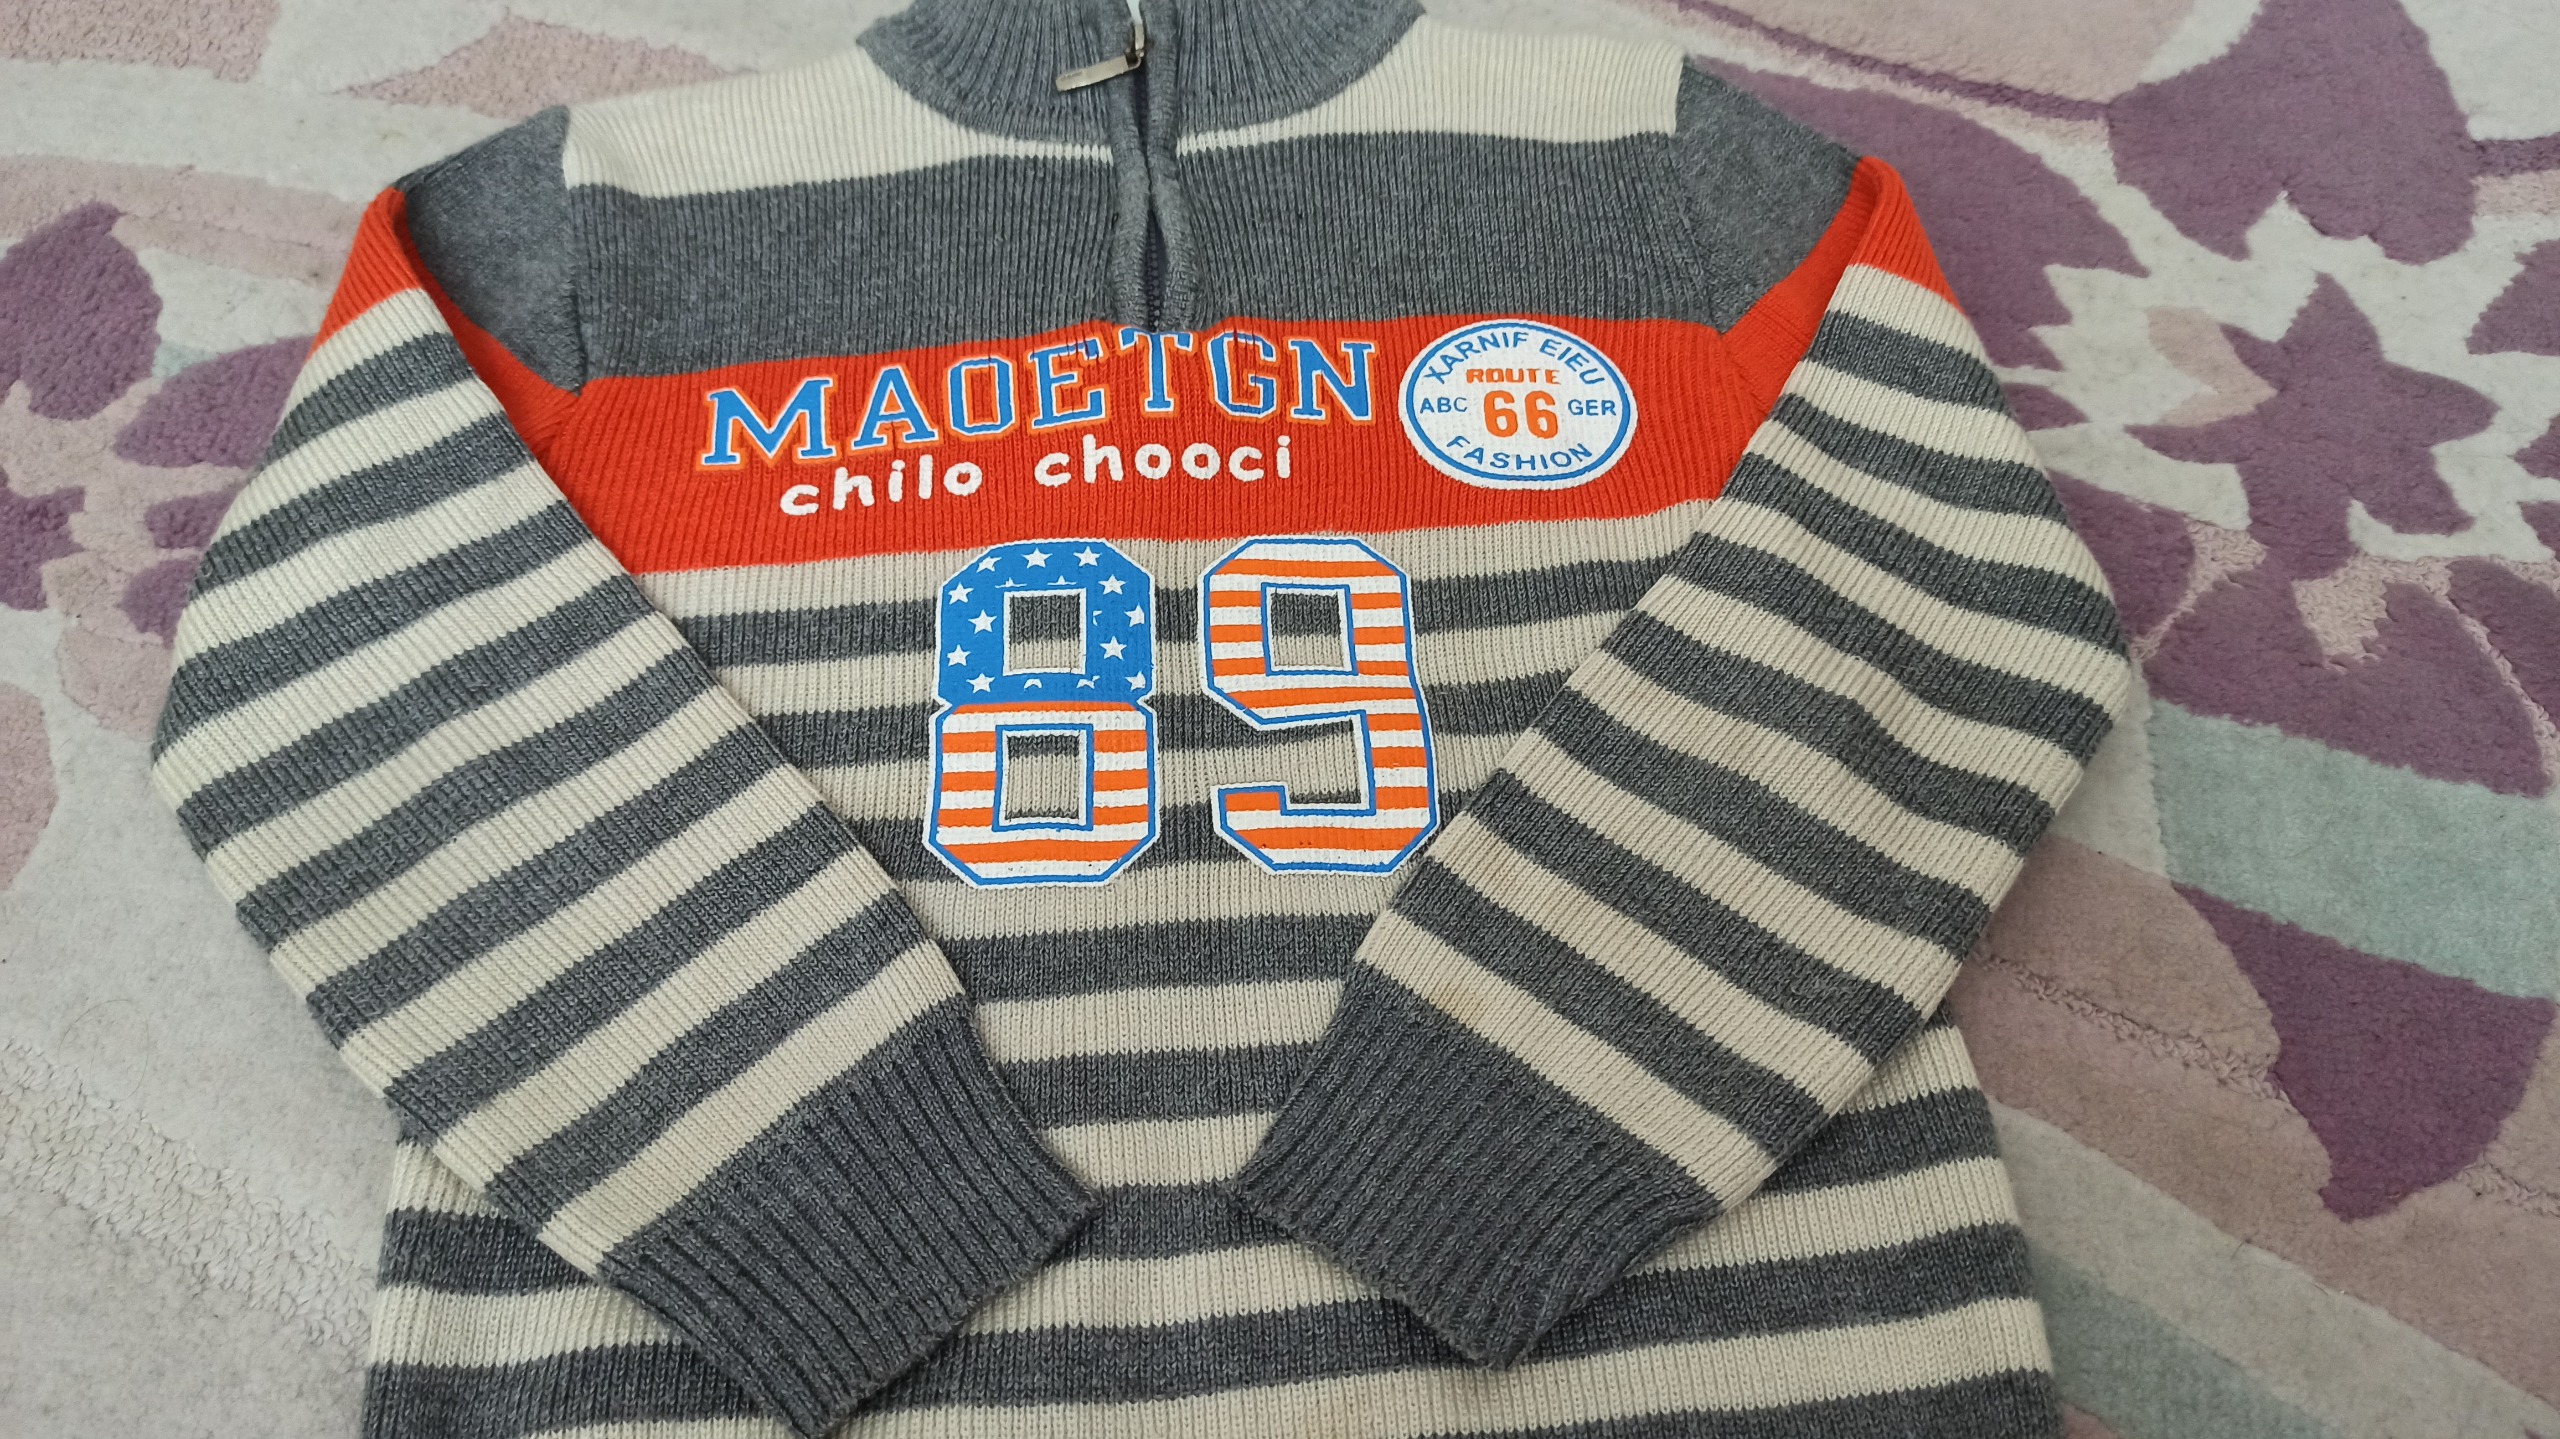 MAOETGN
chilo chooci
XARNIF EIEU
ROUTE
ABC 66 GER
FASHION
89